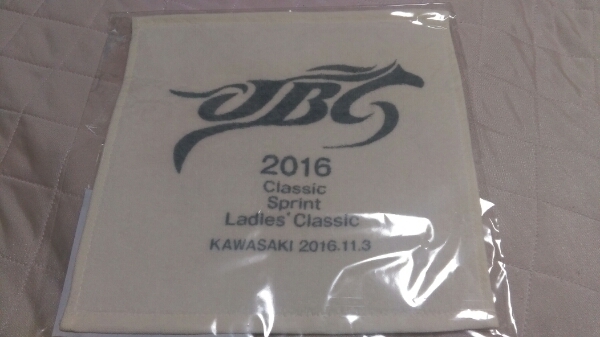 JBC
2016
Classic
Sprint
Ladies' Classic
KAWASAKI 2016.11.3